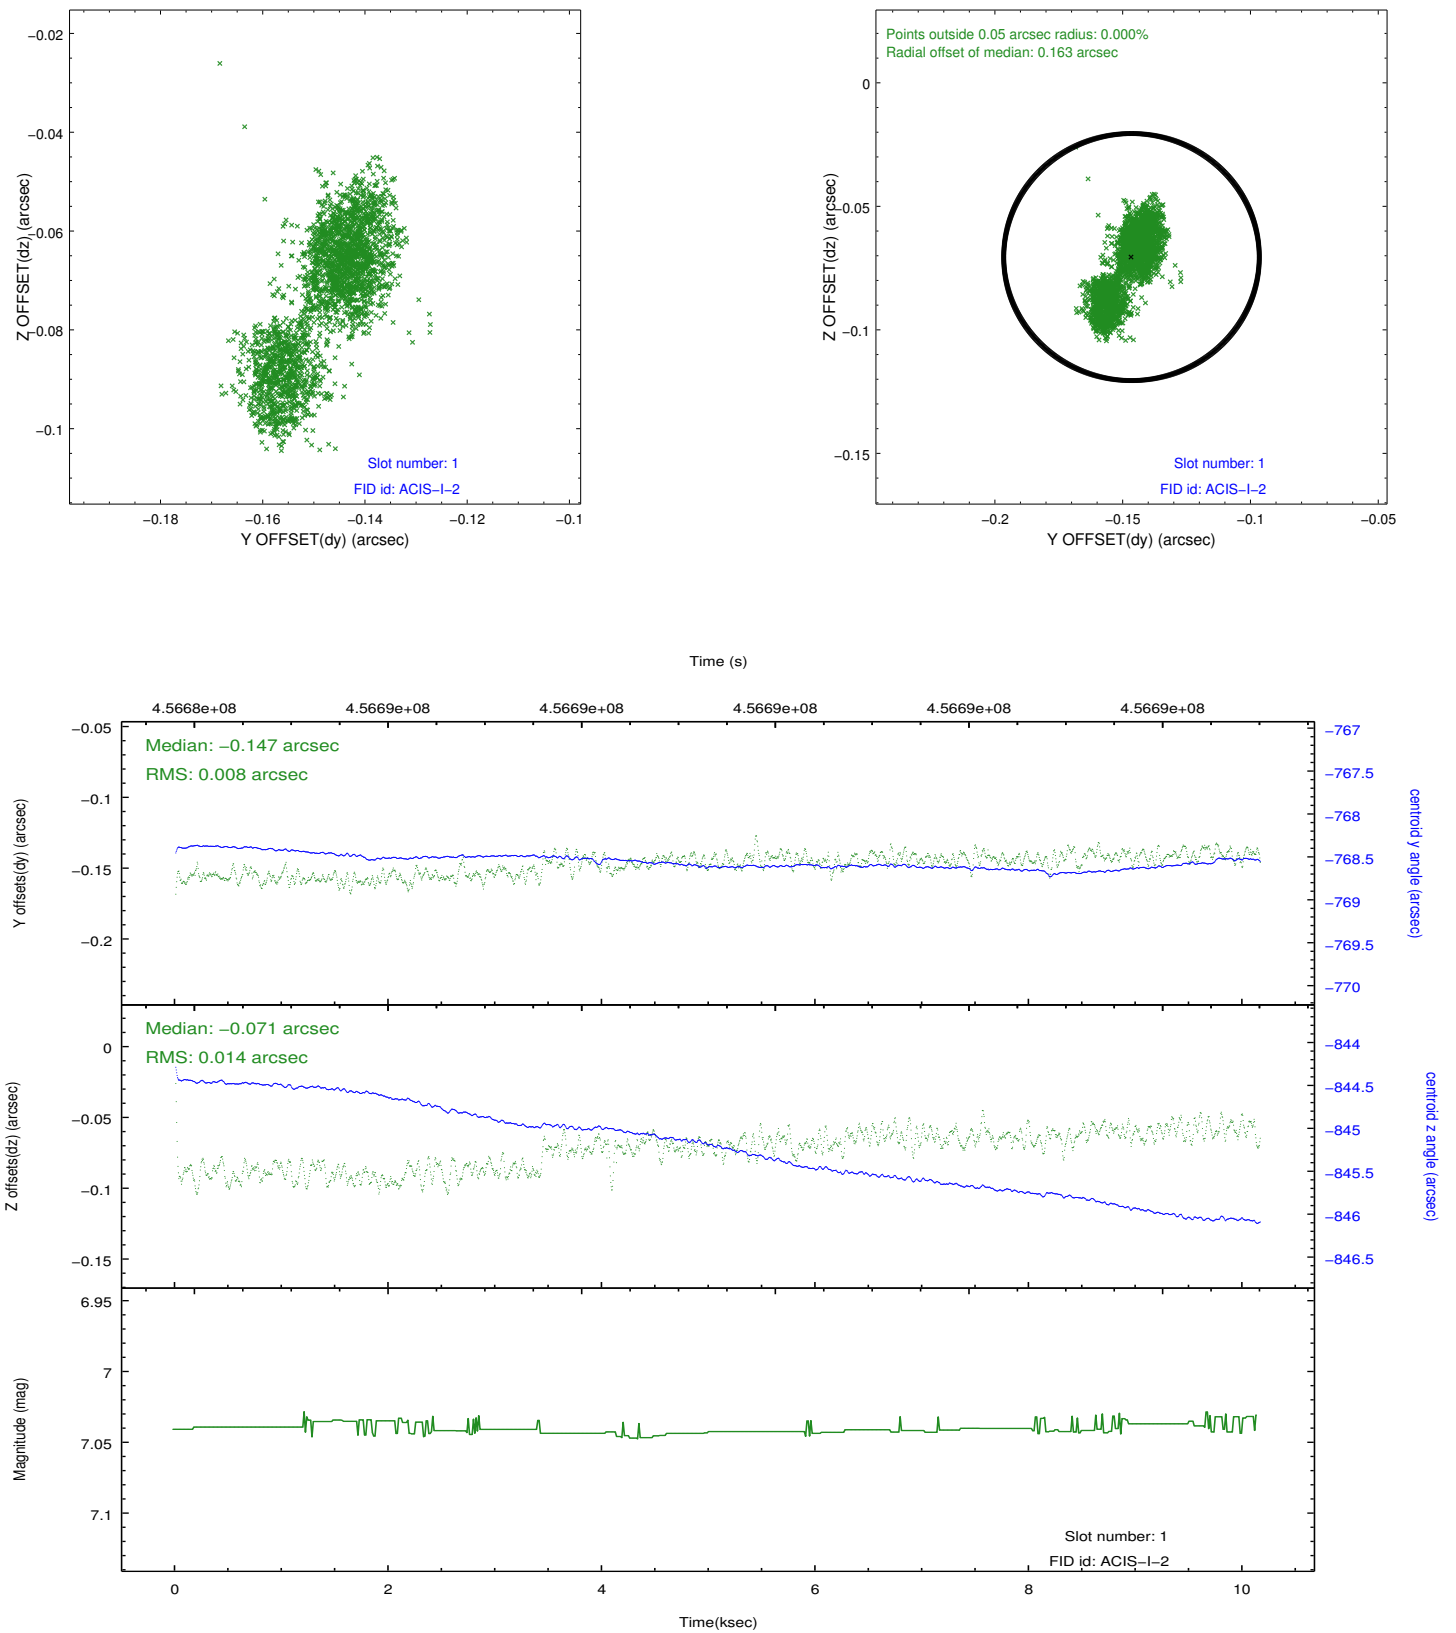 −0.02
−0.04
−0.06
−0.08
−0.1
Z OFFSET(dz) (arcsec)
Slot number: 1
FID id: ACIS−I−2
−0.18
−0.16
−0.14
−0.12
−0.1
Y OFFSET(dy) (arcsec)
Points outside 0.05 arcsec radius: 0.000%
Radial offset of median: 0.163 arcsec
0
−0.05
−0.1
−0.15
Z OFFSET(dz) (arcsec)
Slot number: 1
FID id: ACIS−I−2
−0.2
−0.15
−0.1
−0.05
Y OFFSET(dy) (arcsec)
Time (s)
4.5668e+08
4.5669e+08
4.5669e+08
4.5669e+08
4.5669e+08
4.5669e+08
Median: −0.147 arcsec
RMS: 0.008 arcsec
−0.05
−0.1
−0.15
−0.2
Y offsets(dy) (arcsec)
−767
−767.5
−768
−768.5
−769
−769.5
−770
centroid y angle (arcsec)
Median: −0.071 arcsec
RMS: 0.014 arcsec
0
−0.05
−0.1
−0.15
Z offsets(dz) (arcsec)
−844
−844.5
−845
−845.5
−846
−846.5
centroid z angle (arcsec)
6.95
7
7.05
7.1
Magnitude (mag)
Slot number: 1
FID id: ACIS−I−2
0
2
4
6
8
10
Time(ksec)